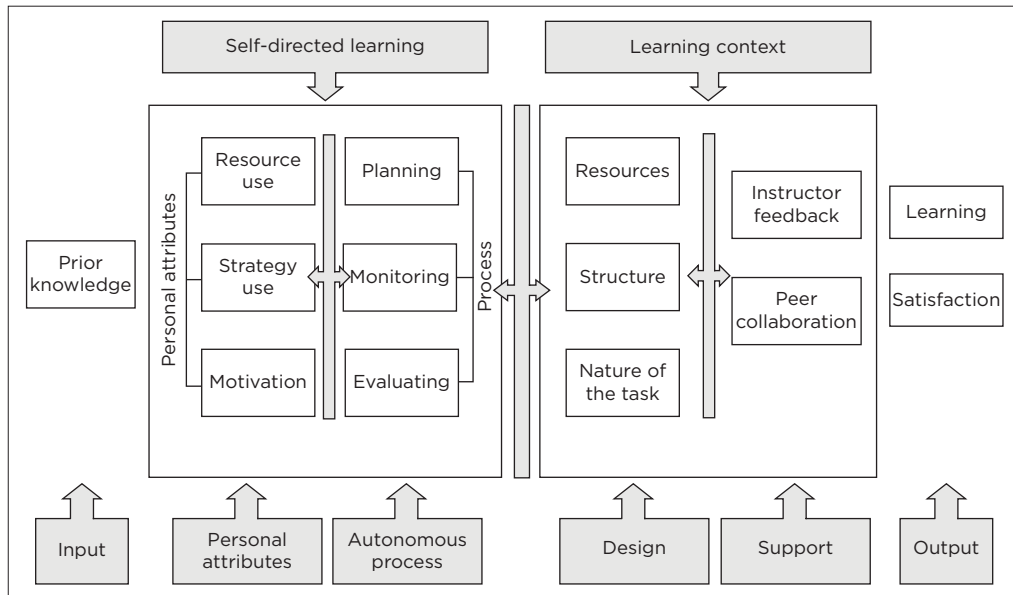 Self-directed learning
Learning context
Prior
knowledge
Personal attributes
Resource
use
Strategy
use
Motivation
Planning
Monitoring
Evaluating
Process
Resources
Structure
Nature of
the task
Instructor
feedback
Peer
collaboration
Learning
Satisfaction
Input
Personal
attributes
Autonomous
process
Design
Support
Output